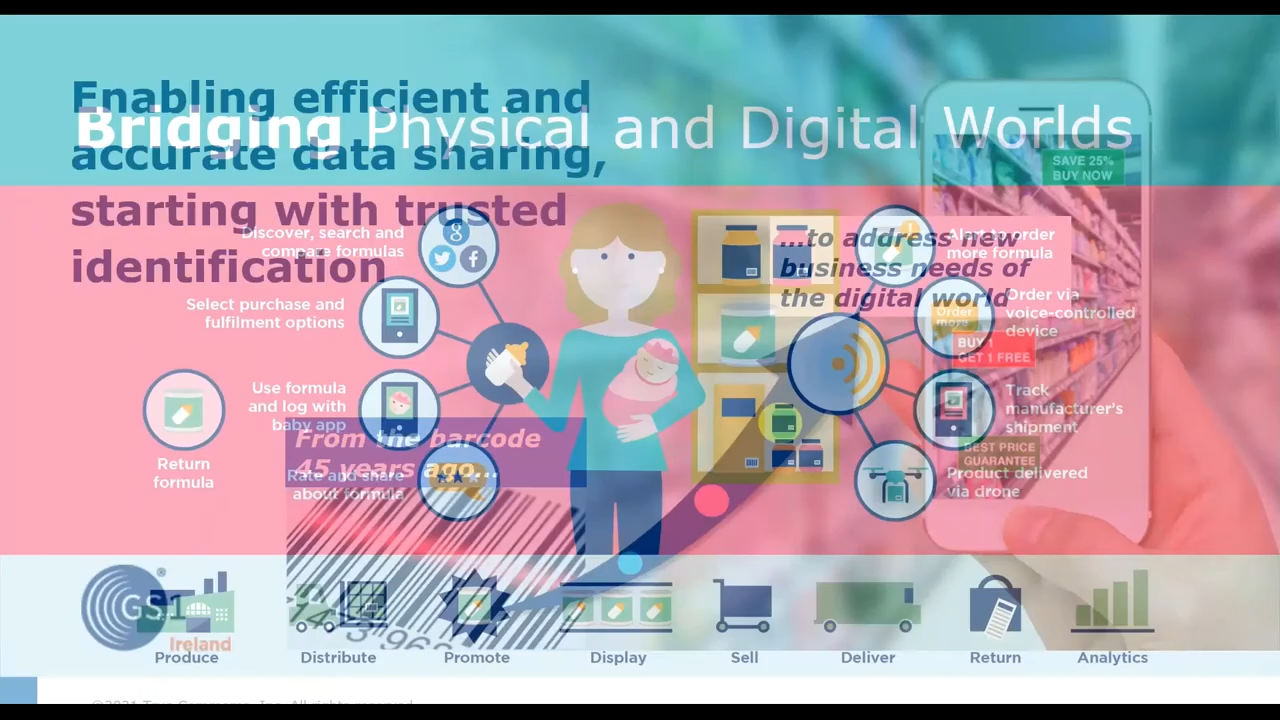 Enabling efficient and
accurate data sharing,
starting with trusted
identification
Bridging Physical and Digital Worlds
SAVE 25%
BUY NOW
Discover, search and
compare formulas
Select purchase and
fulfilment options
Use formula
and log with
baby app
Return
formula
Rate and share
about formula
From the barcode
45 years ago...
...to address new
business needs of
the digital world
Alert to order
more formula
Order via
voice-controlled
device
Order
more
BUY 1
GET 1 FREE
Track
manufacturer's
shipment
BEST PRICE
GUARANTEE
Product delivered
via drone
GS1
Ireland
Produce
Distribute
Promote
Display
Sell
Deliver
Return
Analytics